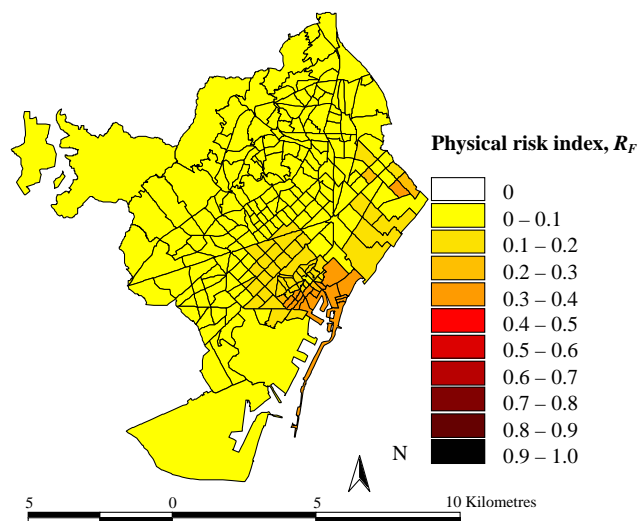 Physical risk index, R_F
0
0 – 0.1
0.1 – 0.2
0.2 – 0.3
0.3 – 0.4
0.4 – 0.5
0.5 – 0.6
0.6 – 0.7
0.7 – 0.8
0.8 – 0.9
0.9 – 1.0
N
5 0 5 10 Kilometres